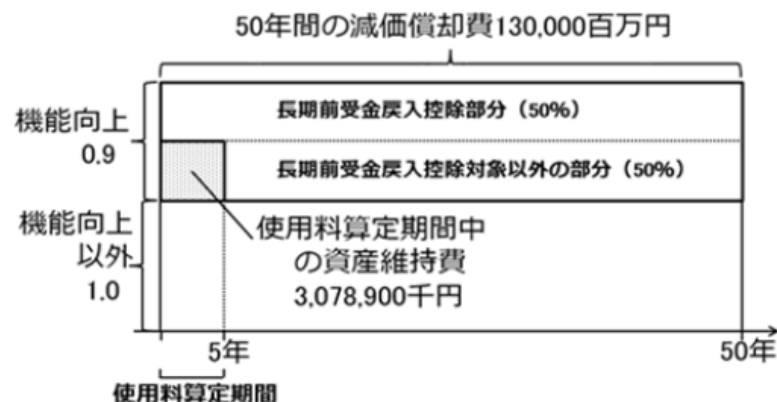 50年間の減価償却費130,000百万円
機能向上
0.9
長期前受金戻入控除部分（50%）
長期前受金戻入控除対象以外の部分（50%）
機能向上
以外
1.0
使用料算定期間中
の資産維持費
3,078,900千円
5年
50年
使用料算定期間